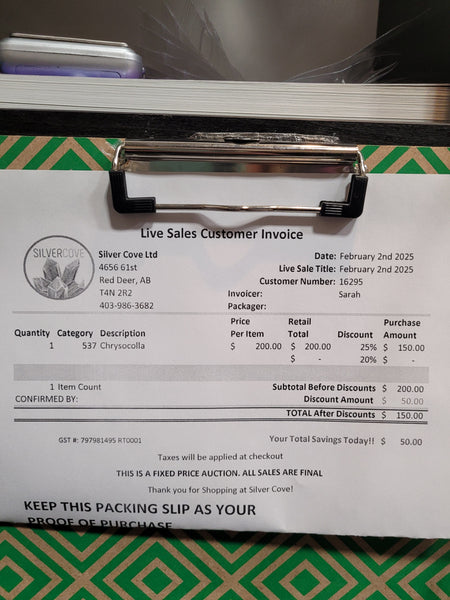 Live Sales Customer Invoice
SILVERCOVE
Silver Cove Ltd
4656 61st
Red Deer, AB
T4N 2R2
403-986-3682
Date: February 2nd 2025
Live Sale Title: February 2nd 2025
Customer Number: 16295
Invoicer: Sarah
Packager:
Quantity Category Description Price Per Item Retail Total Discount Purchase Amount
1 537 Chrysocolla $ 200.00 $ 200.00 25% $ 150.00
$ - 20% $ -
1 Item Count Subtotal Before Discounts $ 200.00
CONFIRMED BY: Discount Amount $ 50.00
TOTAL After Discounts $ 150.00
GST #: 797981495 RT0001 Your Total Savings Today!! $ 50.00
Taxes will be applied at checkout
THIS IS A FIXED PRICE AUCTION. ALL SALES ARE FINAL
Thank you for Shopping at Silver Cove!
KEEP THIS PACKING SLIP AS YOUR
PROOF OF PURCHASE